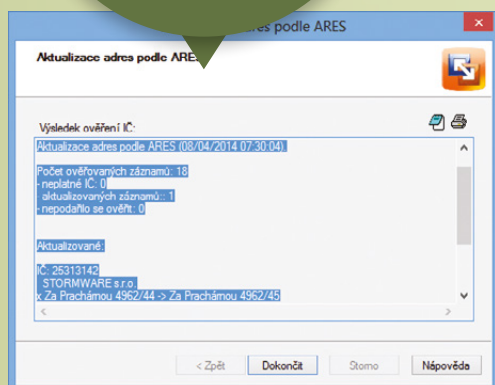 adres podle ARES
Aktualizace adres podle ARES
Výsledek ověření IČ:
Aktualizace adres podle ARES (08/04/2014 07:30:04).
Počet ověřovaných záznamů: 18
- neplatné IČ: 0
aktualizovaných záznamů:: 1
- nepodařilo se ověřit: 0
Aktualizované:
IČ: 25313142
STORMWARE s.r.o.
x Za Prachárnou 4962/44 -> Za Prachárnou 4962/45
< Zpět
Dokončit
Storno
Nápověda